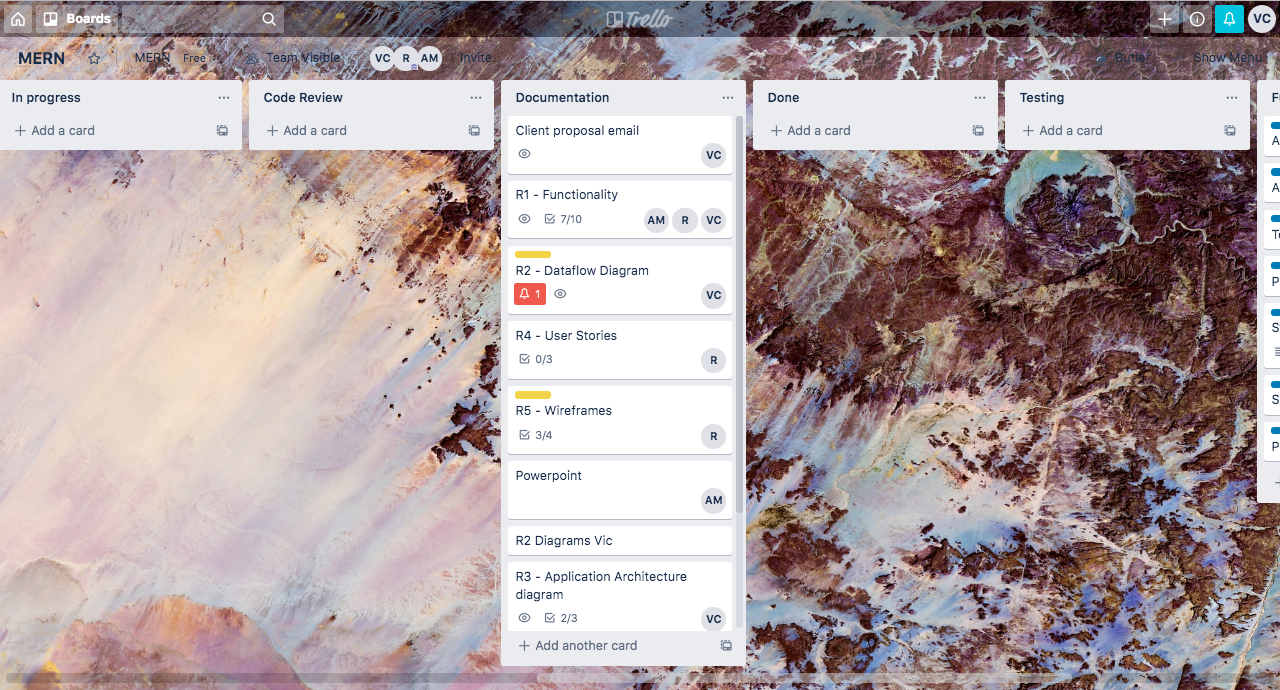 Boards
Trello
VC
MERN
MERN
Free
Team Visible
VC
R
AM
Invite
Butler
Show Menu
In progress
Add a card
Code Review
Add a card
Documentation
Client proposal email
VC
R1 - Functionality
7/10
AM
R
VC
R2 - Dataflow Diagram
1
VC
R4 - User Stories
0/3
R
R5 - Wireframes
3/4
R
Powerpoint
AM
R2 Diagrams Vic
R3 - Application Architecture
diagram
2/3
VC
Add another card
Done
Add a card
Testing
Add a card